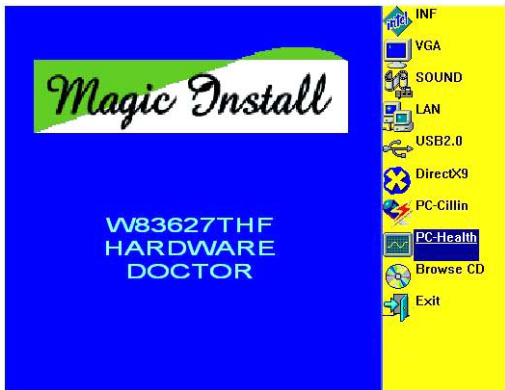 Magic Install
W83627THF
HARDWARE
DOCTOR
intel
INF
VGA
SOUND
LAN
USB2.0
DirectX9
PC-Cillin
PC-Health
Browse CD
Exit